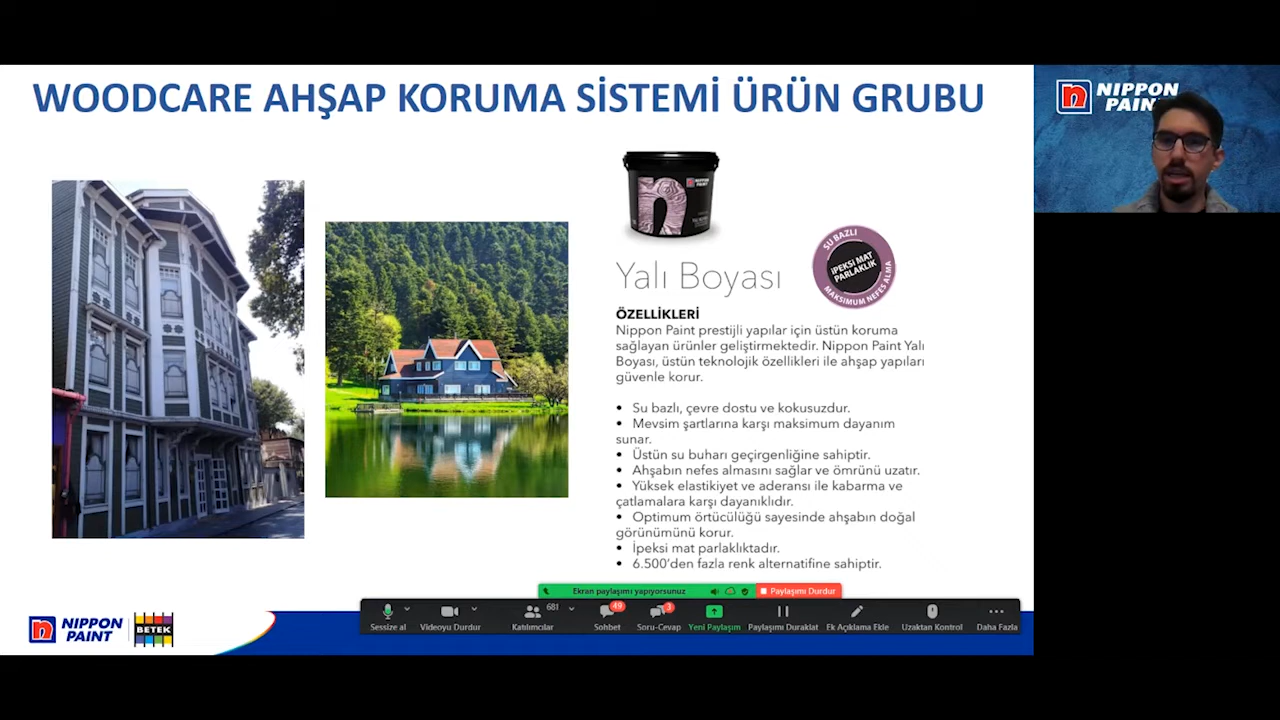 WOODCARE AHŞAP KORUMA SİSTEMİ ÜRÜN GRUBU
NIPPON
PAINT
NIPPON
PAINT
n
SU BAZLI
İPEKSİ MAT
PARLAKLIK
MAKSIMUM NEFES ALMA
Yalı Boyası
ÖZELLİKLERİ
Nippon Paint prestijli yapılar için üstün koruma
sağlayan ürünler geliştirmektedir. Nippon Paint Yalı
Boyası, üstün teknolojik özellikleri ile ahşap yapıları
güvenle korur.
• Su bazlı, çevre dostu ve kokusuzdur.
• Mevsim şartlarına karşı maksimum dayanım
sunar.
• Üstün su buharı geçirgenliğine sahiptir.
• Ahşabın nefes almasını sağlar ve ömrünü uzatır.
• Yüksek elastikiyet ve aderansı ile kabarma ve
çatlamalara karşı dayanıklıdır.
• Optimum örtücülüğü sayesinde ahşabın doğal
görünümünü korur.
• İpeksi mat parlaklıktadır.
• 6.500'den fazla renk alternatifine sahiptir.
Ekran paylaşımı yapıyorsunuz
Paylaşımı Durdur
681
49
3
Sessize al
Videoyu Durdur
Katılımcılar
Sohbet
Soru-Cevap
Yeni Paylaşım
Paylaşımı Duraklat
Ek Açıklama Ekle
Uzaktan Kontrol
Daha Fazla
NIPPON
PAINT
BETEK